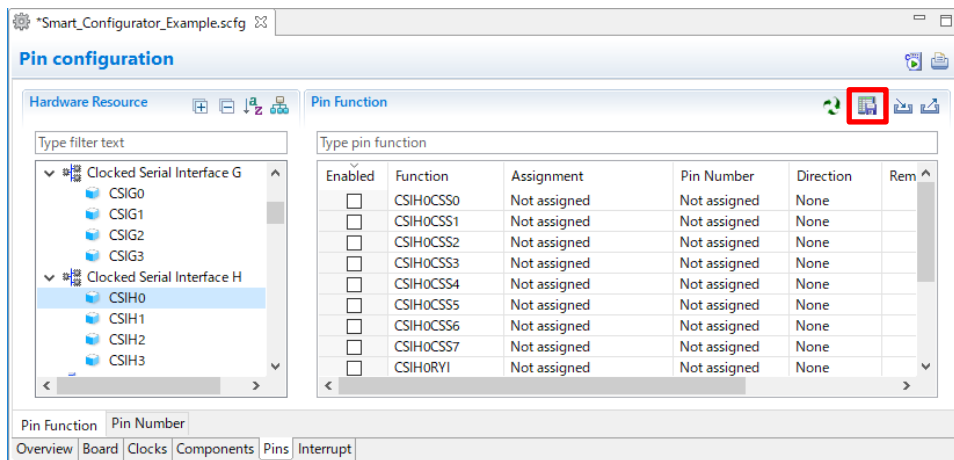 *Smart_Configurator_Example.scfg
Pin configuration
Hardware Resource
Type filter text
Clocked Serial Interface G
CSIG0
CSIG1
CSIG2
CSIG3
Clocked Serial Interface H
CSIH0
CSIH1
CSIH2
CSIH3
Pin Function
Type pin function
Enabled Function Assignment Pin Number Direction Rem
CSIH0CSS0 Not assigned Not assigned None
CSIH0CSS1 Not assigned Not assigned None
CSIH0CSS2 Not assigned Not assigned None
CSIH0CSS3 Not assigned Not assigned None
CSIH0CSS4 Not assigned Not assigned None
CSIH0CSS5 Not assigned Not assigned None
CSIH0CSS6 Not assigned Not assigned None
CSIH0CSS7 Not assigned Not assigned None
CSIH0RYI Not assigned Not assigned None
Pin Function Pin Number
Overview Board Clocks Components Pins Interrupt